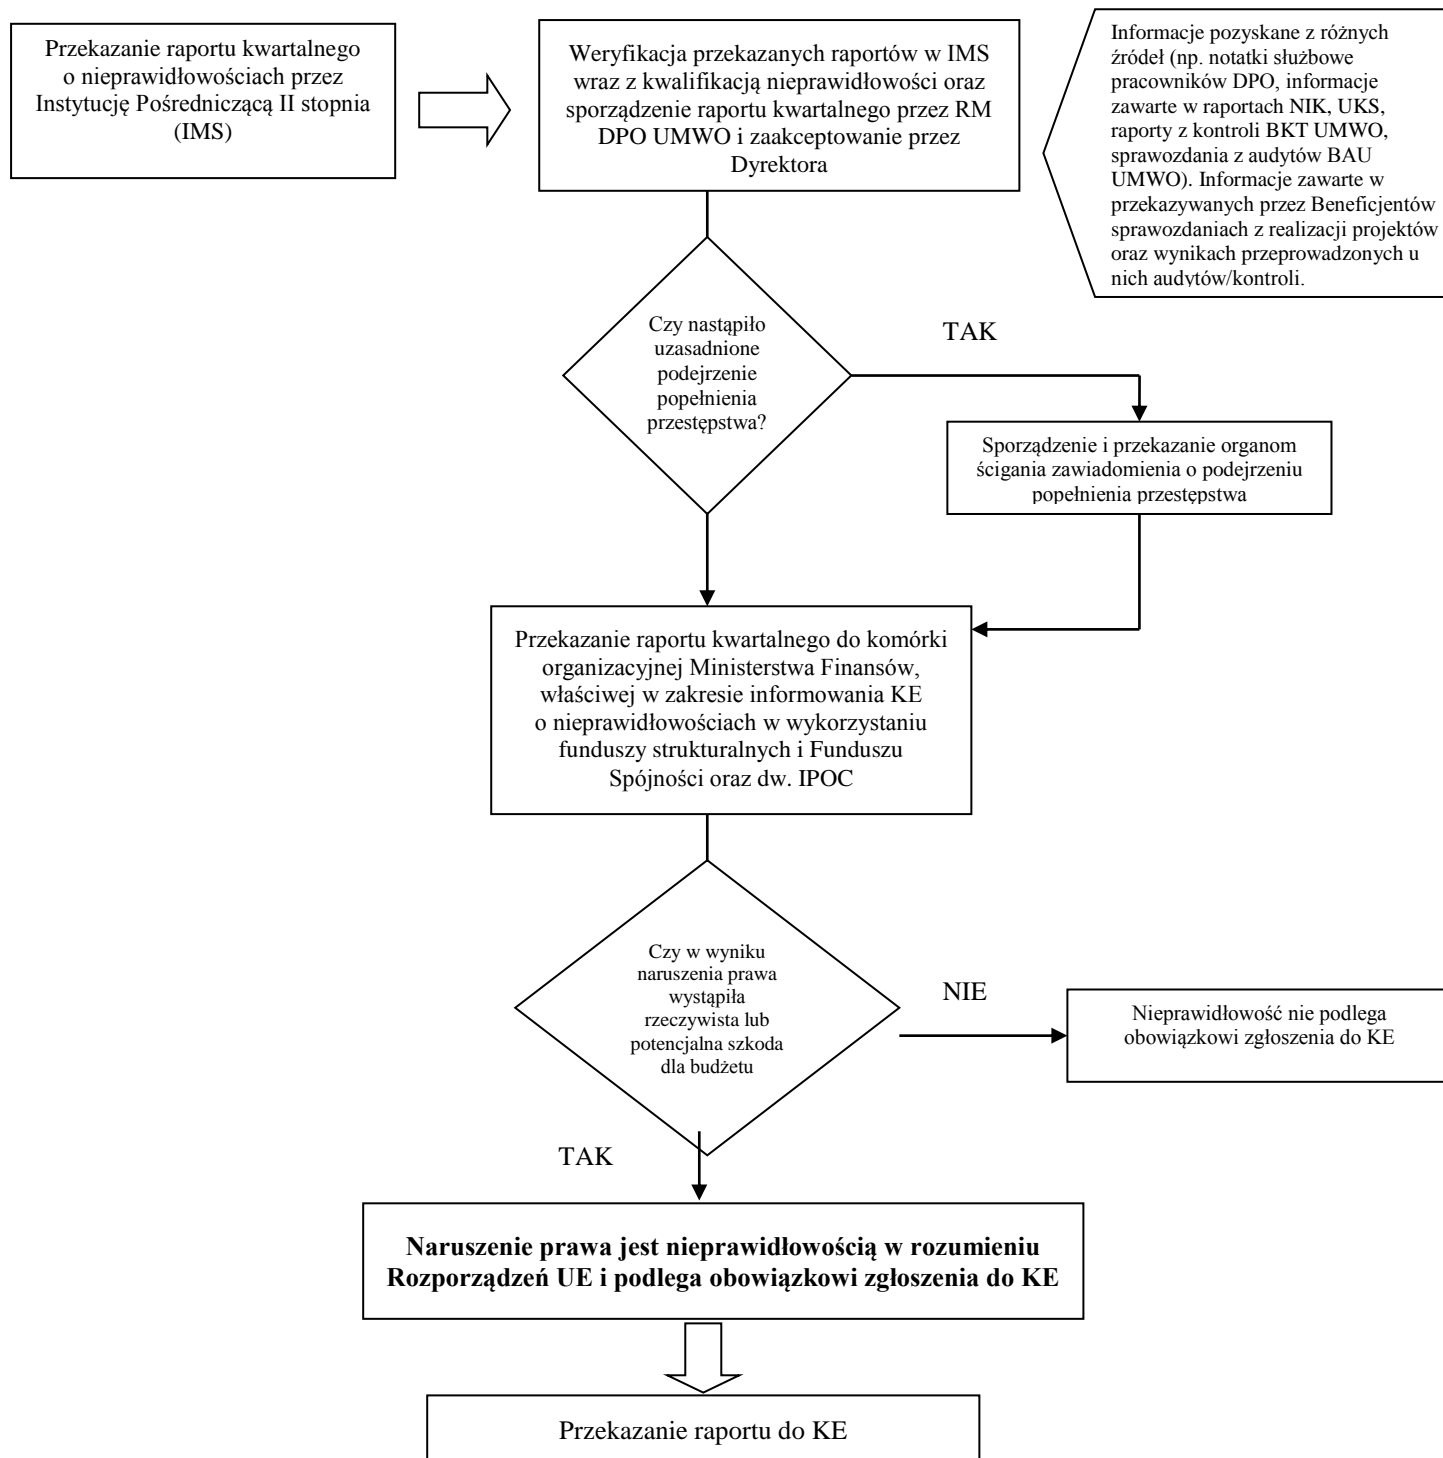 Przekazanie raportu kwartalnego
o nieprawidłowościach przez
Instytucję Pośredniczącą II stopnia
(IMS)
Weryfikacja przekazanych raportów w IMS
wraz z kwalifikacją nieprawidłowości oraz
sporządzenie raportu kwartalnego przez RM
DPO UMWO i zaakceptowanie przez
Dyrektora
Informacje pozyskane z różnych
źródeł (np. notatki służbowe
pracowników DPO, informacje
zawarte w raportach NIK, UKS,
raporty z kontroli BKT UMWO,
sprawozdania z audytów BAU
UMWO). Informacje zawarte w
przekazywanych przez Beneficjentów
sprawozdaniach z realizacji projektów
oraz wynikach przeprowadzonych u
nich audytów/kontroli.
Czy nastąpiło
uzasadnione
podejrzenie
popełnienia
przestępstwa?
TAK
Sporządzenie i przekazanie organom
ścigania zawiadomienia o podejrzeniu
popełnienia przestępstwa
Przekazanie raportu kwartalnego do komórki
organizacyjnej Ministerstwa Finansów,
właściwej w zakresie informowania KE
o nieprawidłowościach w wykorzystaniu
funduszy strukturalnych i Funduszu
Spójności oraz dw. IPOC
Czy w wyniku
naruszenia prawa
wystąpiła
rzeczywista lub
potencjalna szkoda
dla budżetu
NIE
Nieprawidłowość nie podlega
obowiązkowi zgłoszenia do KE
TAK
Naruszenie prawa jest nieprawidłowością w rozumieniu
Rozporządzeń UE i podlega obowiązkowi zgłoszenia do KE
Przekazanie raportu do KE